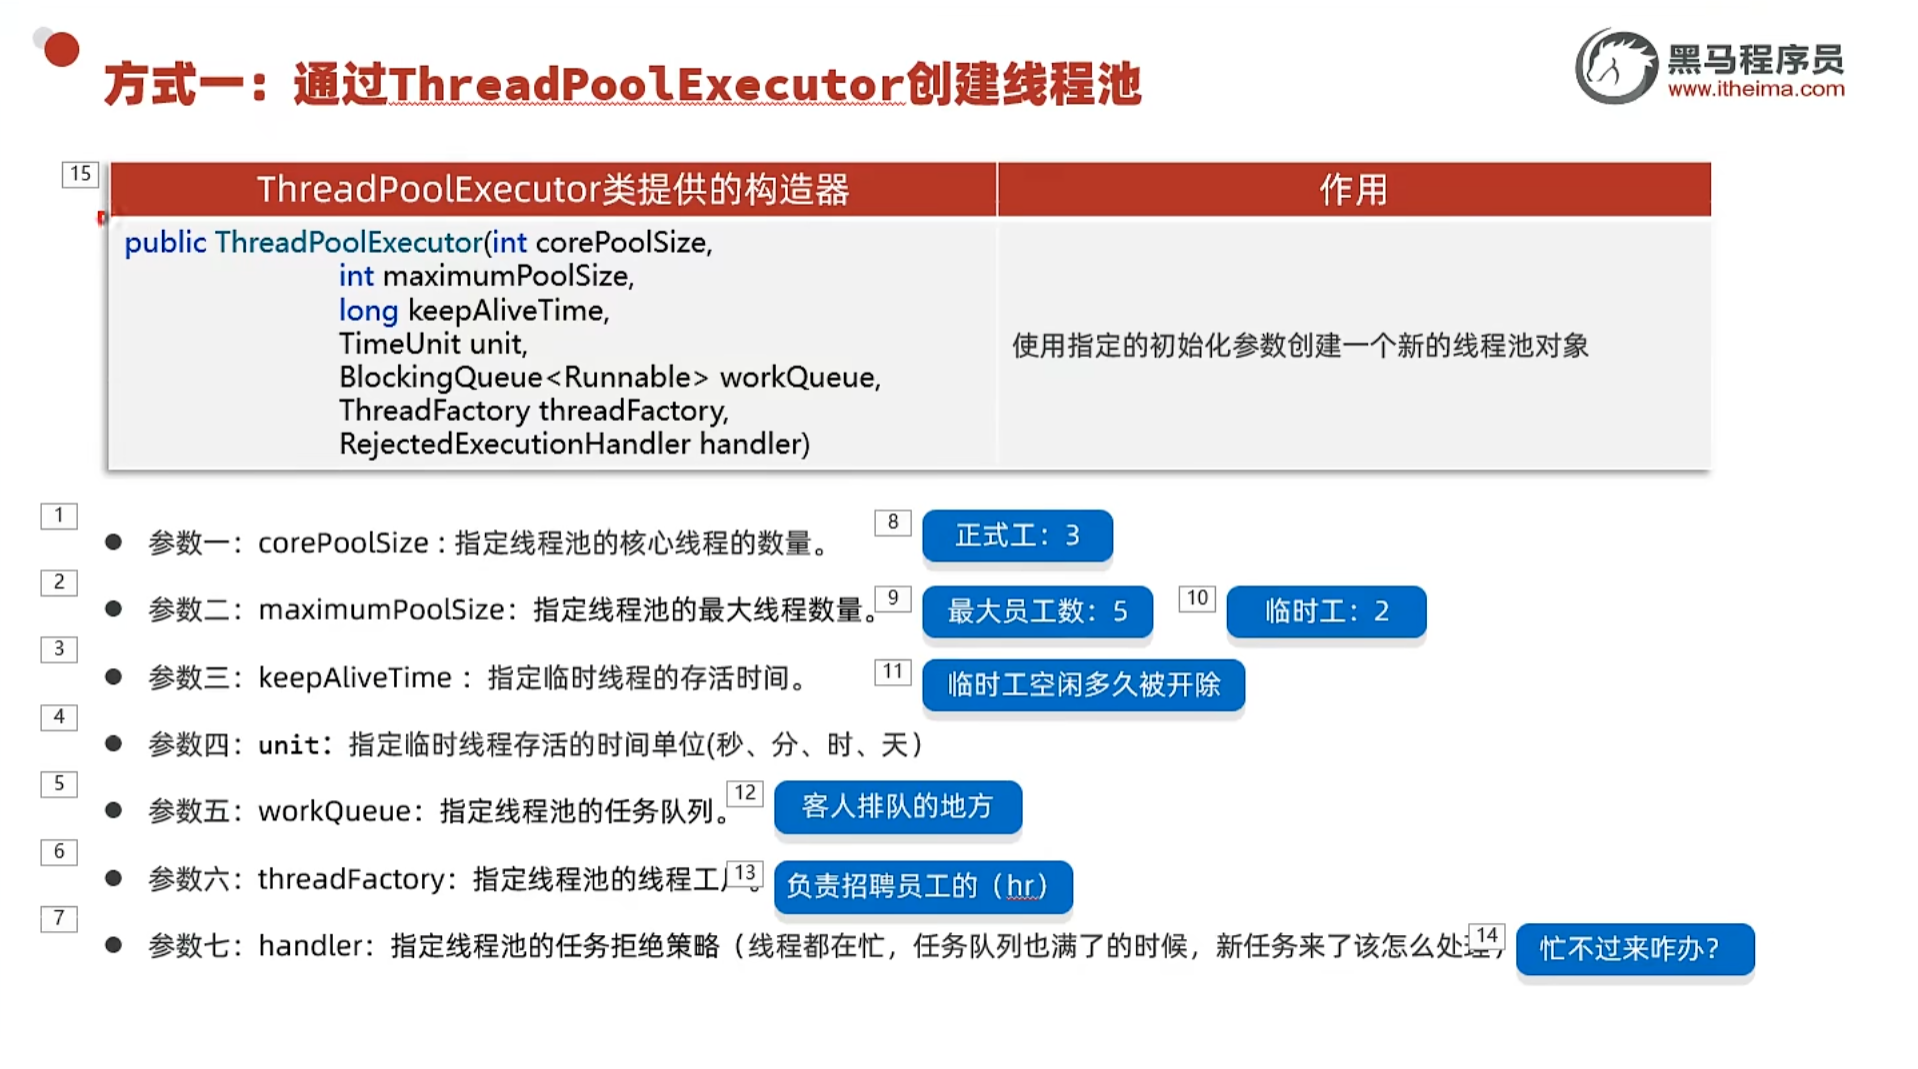 方式一：通过ThreadPoolExecutor创建线程池
黑马程序员
www.itheima.com
15
ThreadPoolExecutor类提供的构造器
作用
public ThreadPoolExecutor(int corePoolSize,
int maximumPoolSize,
long keepAliveTime,
TimeUnit unit,
BlockingQueue<Runnable> workQueue,
ThreadFactory threadFactory,
RejectedExecutionHandler handler)
使用指定的初始化参数创建一个新的线程池对象
1
● 参数一：corePoolSize : 指定线程池的核心线程的数量。
8
正式工：3
2
● 参数二：maximumPoolSize：指定线程池的最大线程数量。
9
最大员工数：5
10
临时工：2
3
● 参数三：keepAliveTime ：指定临时线程的存活时间。
11
临时工空闲多久被开除
4
● 参数四：unit：指定临时线程存活的时间单位(秒、分、时、天)
5
● 参数五：workQueue：指定线程池的任务队列。
12
客人排队的地方
6
● 参数六：threadFactory：指定线程池的线程工
13
负责招聘员工的（hr）
7
● 参数七：handler：指定线程池的任务拒绝策略（线程都在忙，任务队列也满了的时候，新任务来了该怎么处
14
忙不过来咋办？